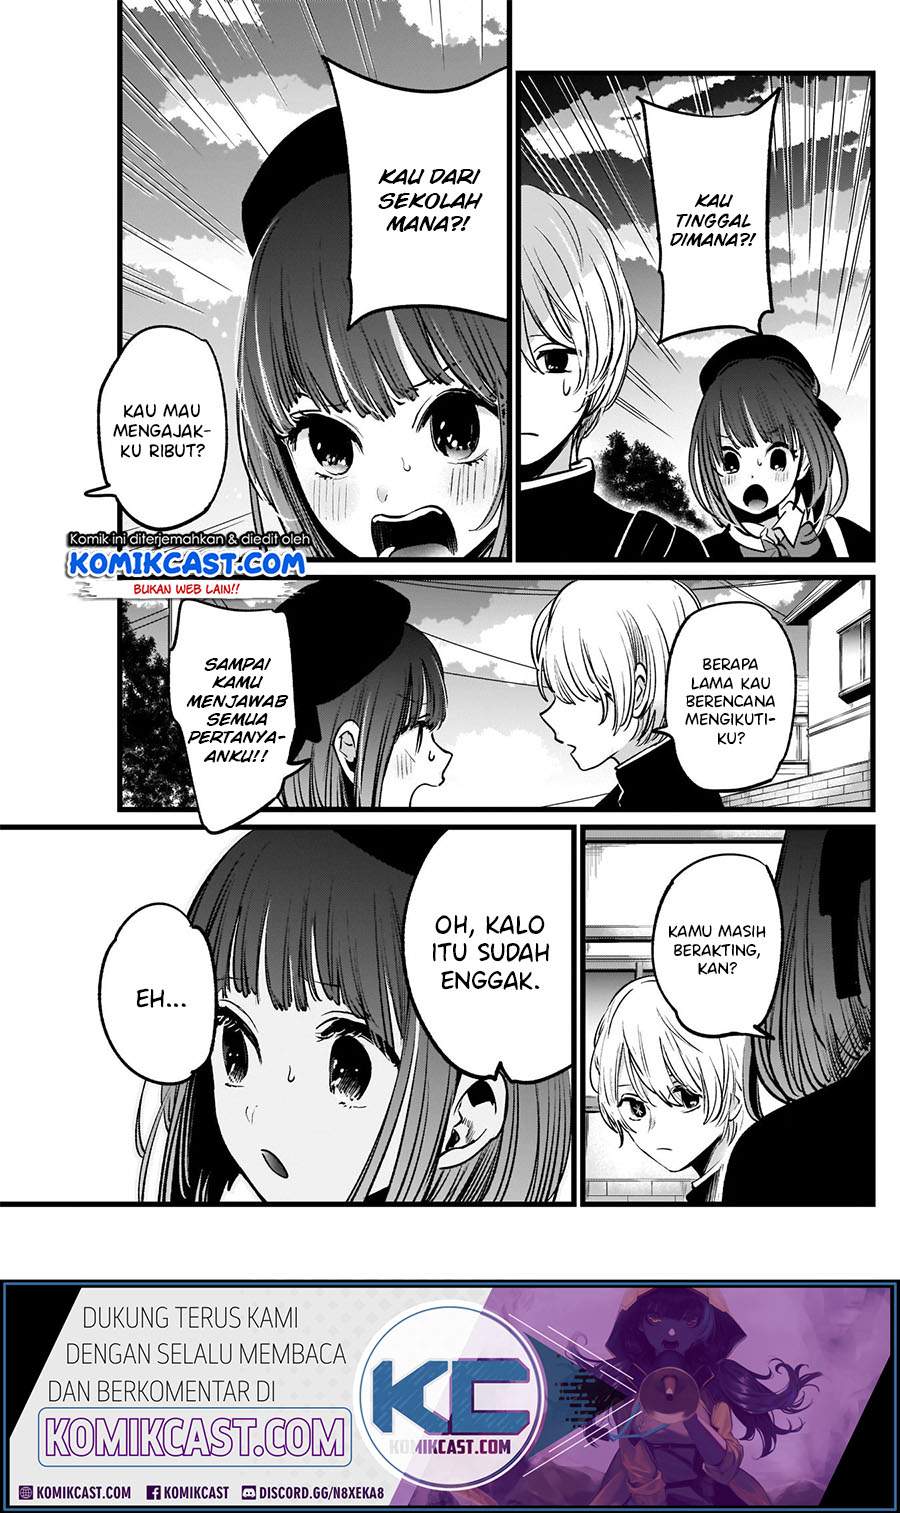 KAU
TINGGAL
DIMANA?!
KAU DARI
SEKOLAH
MANA?!
KAU MAU
MENGAJAK-
KU RIBUT?
Komik ini diterjemahkan & diedit oleh
KOMIKCAST.COM
BUKAN WEB LAIN!!
BERAPA
LAMA KAU
BERENCANA
MENGIKUTI-
KU?
SAMPAI
KAMU
MENJAWAB
SEMUA
PERTANYA-
ANKU!!
KAMU MASIH
BERAKTING,
KAN?
OH, KALO
ITU SUDAH
ENGGAK.
EH...
DUKUNG TERUS KAMI
DENGAN SELALU MEMBACA
DAN BERKOMENTAR DI
KOMIKCAST.COM
KC
KOMIKCAST.COM
KOMIKCAST.COM KOMIKCAST DISCORD.GG/N8XEKA8